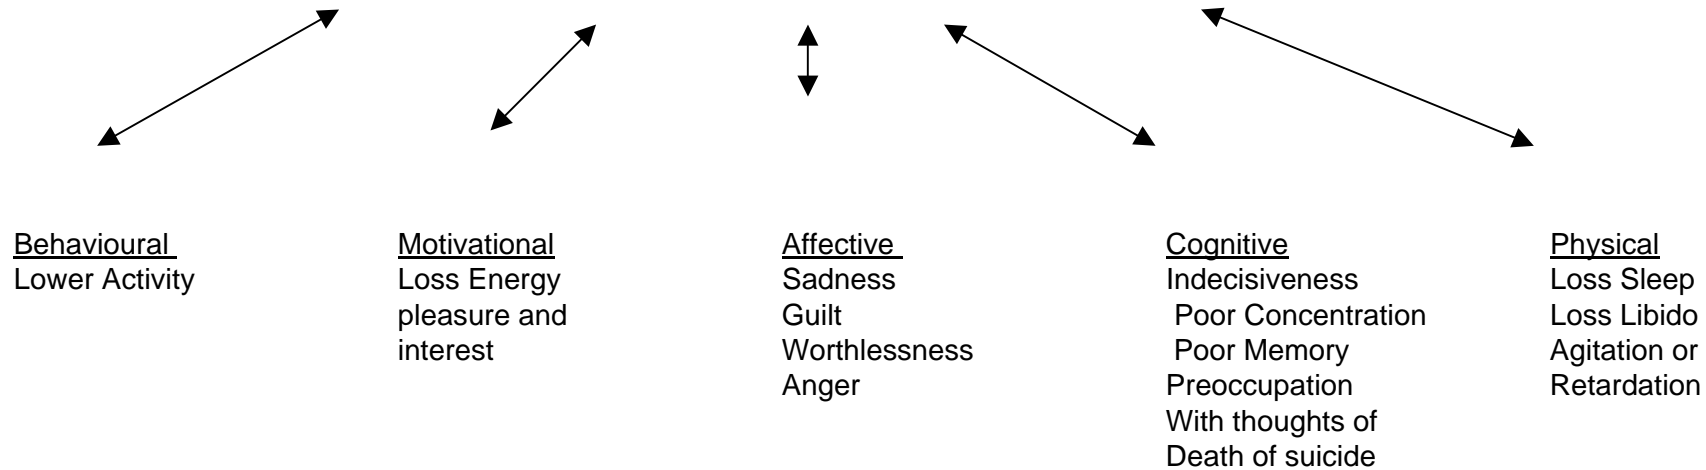 Behavioural
Lower Activity
Motivational
Loss Energy
pleasure and
interest
Affective
Sadness
Guilt
Worthlessness
Anger
Cognitive
Indecisiveness
Poor Concentration
Poor Memory
Preoccupation
With thoughts of
Death of suicide
Physical
Loss Sleep
Loss Libido
Agitation or
Retardation